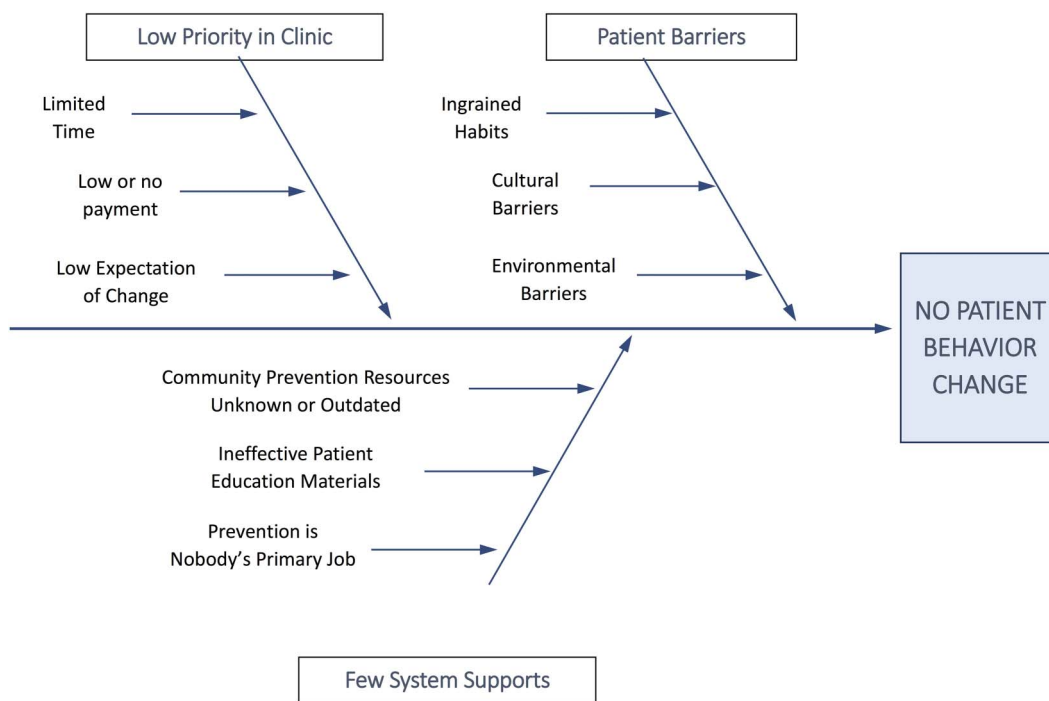 Low Priority in Clinic
Patient Barriers
Limited
Time
Ingrained
Habits
Low or no
payment
Cultural
Barriers
Low Expectation
of Change
Environmental
Barriers
NO PATIENT
BEHAVIOR
CHANGE
Community Prevention Resources
Unknown or Outdated
Ineffective Patient
Education Materials
Prevention is
Nobody’s Primary Job
Few System Supports